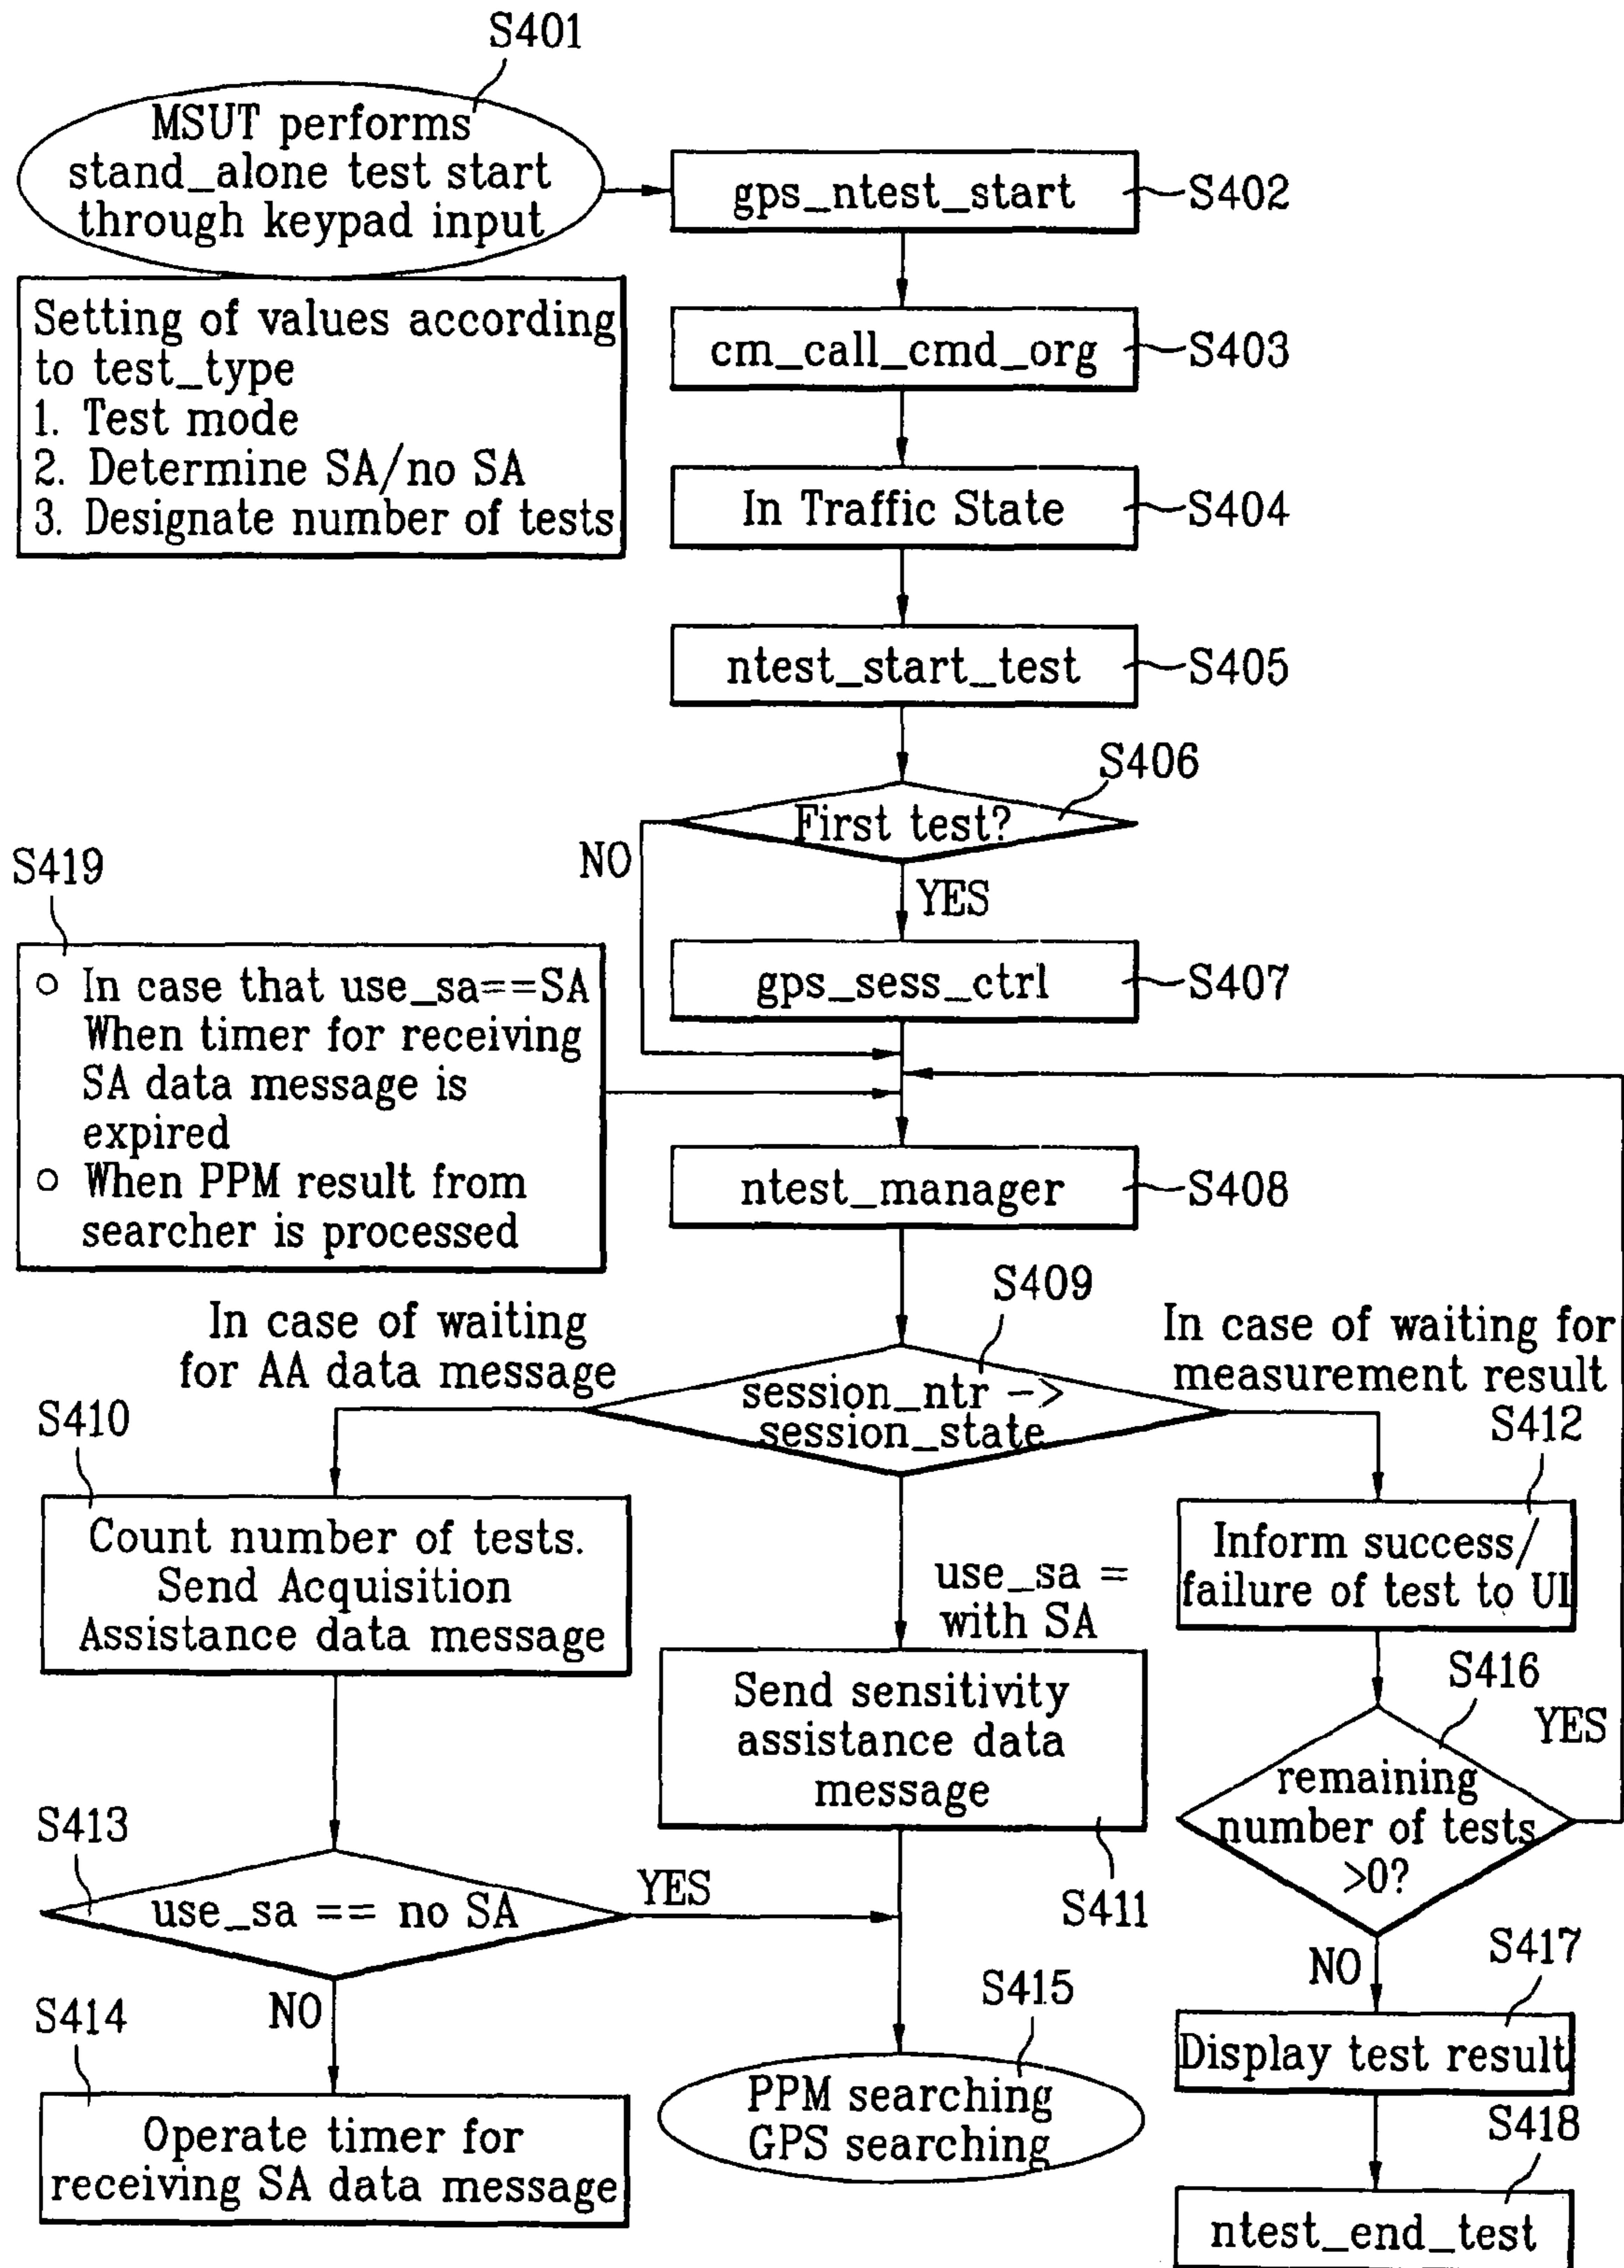 S401
MSUT performs
stand_alone test start
through keypad input
gps_ntest_start
S402
Setting of values according
to test_type
1. Test mode
2. Determine SA/no SA
3. Designate number of tests
cm_call_cmd_org
S403
In Traffic State
S404
ntest_start_test
S405
S406
First test?
NO
YES
S419
○ In case that use_sa==SA
When timer for receiving
SA data message is
expired
○ When PPM result from
searcher is processed
gps_sess_ctrl
S407
ntest_manager
S408
S409
In case of waiting
for AA data message
session_ntr ->
session_state
In case of waiting for
measurement result
S410
Count number of tests.
Send Acquisition
Assistance data message
use_sa =
with SA
S412
Inform success/
failure of test to UI
Send sensitivity
assistance data
message
S411
S416
YES
remaining
number of tests
>0?
S413
use_sa == no SA
YES
NO
S414
Operate timer for
receiving SA data message
S415
PPM searching
GPS searching
NO
S417
Display test result
S418
ntest_end_test